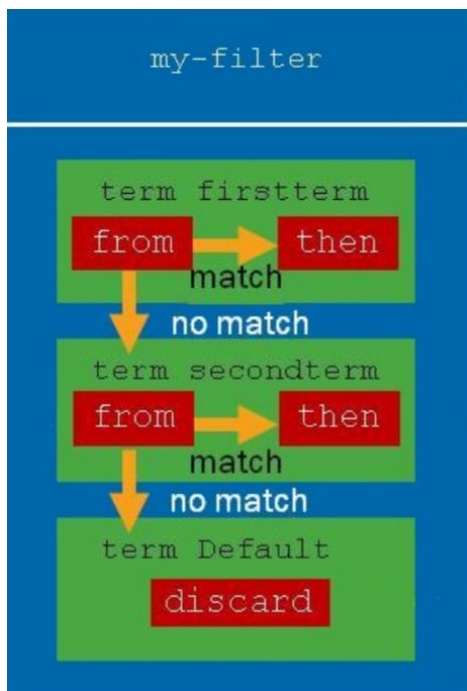 my-filter
term firstterm
from then
match
no match
term secondterm
from then
match
no match
term Default
discard